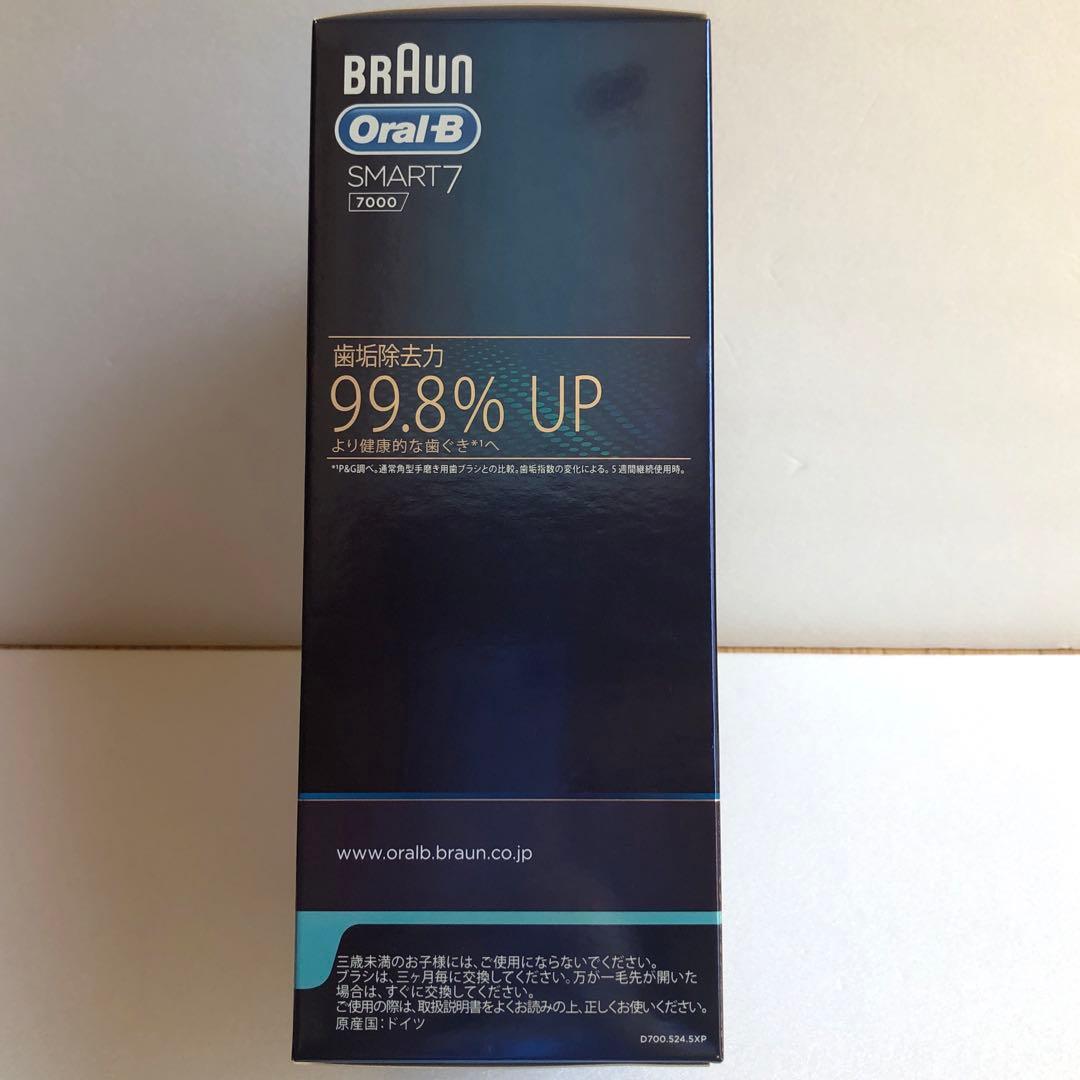 BRAUN
Oral-B
SMART7
7000
歯垢除去力
99.8% UP
より健康的な歯ぐき*1へ
*1P&G調べ。通常角型手磨き用歯ブラシとの比較。歯垢指数の変化による。5週間継続使用時。
www.oralb.braun.co.jp
三歳未満のお子様には、ご使用にならないでください。
ブラシは、三ヶ月毎に交換してください。万が一毛先が開いた
場合は、すぐに交換してください。
ご使用の際は、取扱説明書をよくお読みの上、正しくお使いください。
原産国：ドイツ
D700.524.5XP